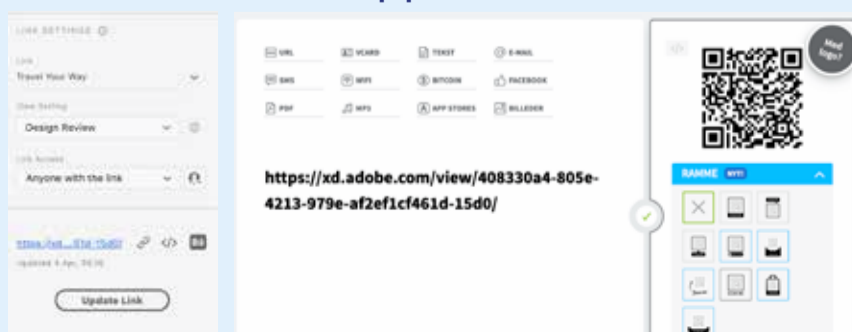 LINK SETTINGS
Link
Travel Your Way
View Setting
Design Review
Link Access
Anyone with the link
updated 4 Apr,
Update Link
URL VCARD TEKST E-MAIL
SMS WIFI BITCOIN FACEBOOK
PDF MP3 APP STORES BILLEDER
https://xd.adobe.com/view/408330a4-805e-
4213-979e-af2ef1cf461d-15d0/
Med
logo?
RAMME NYT!